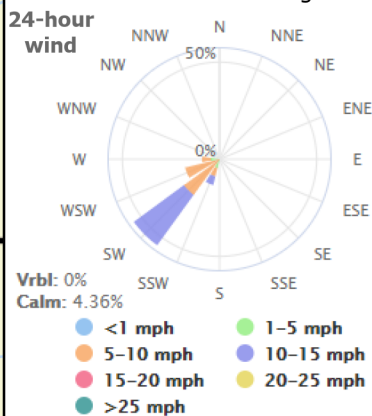 24-hour
wind
N
NNW
NNE
50%
NW
NE
WNW
ENE
0%
W
E
WSW
ESE
SW
SE
Vrbl: 0%
SSW
SSE
S
Calm: 4.36%
<1 mph
1-5 mph
5-10 mph
10-15 mph
15-20 mph
20-25 mph
>25 mph